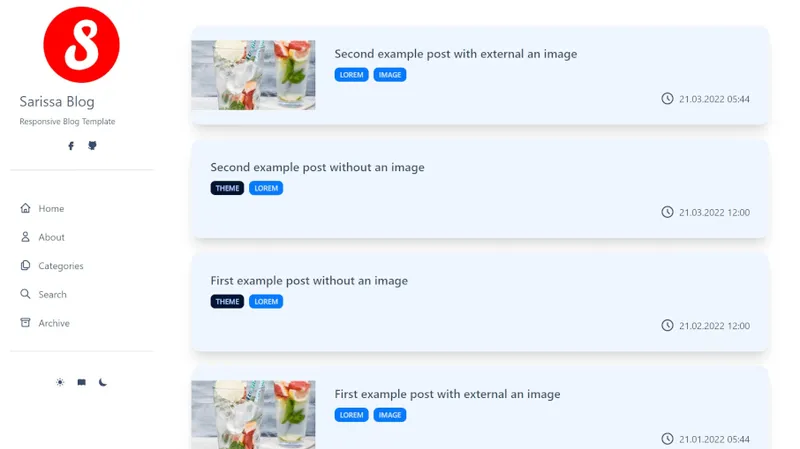 S
Sarissa Blog
Responsive Blog Template
Home
About
Categories
Search
Archive
Second example post with external an image
LOREM IMAGE
21.03.2022 05:44
Second example post without an image
THEME LOREM
21.03.2022 12:00
First example post without an image
THEME LOREM
21.02.2022 12:00
First example post with external an image
LOREM IMAGE
21.01.2022 05:44